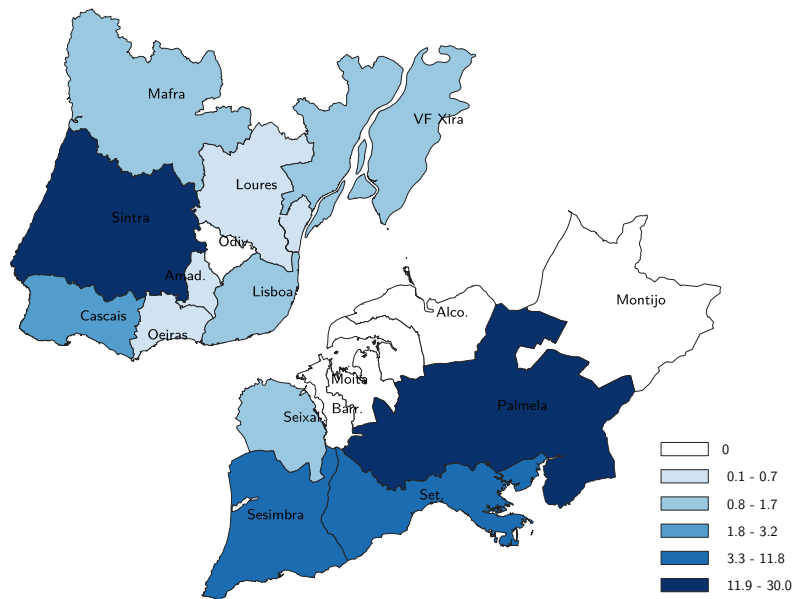 Mafra
VF Xira
Loures
Sintra
Odiv.
Amad.
Lisboa
Cascais
Oeiras
Montijo
Alco.
Moita
Barr.
Seixal
Palmela
Set.
Sesimbra
0
0.1 - 0.7
0.8 - 1.7
1.8 - 3.2
3.3 - 11.8
11.9 - 30.0